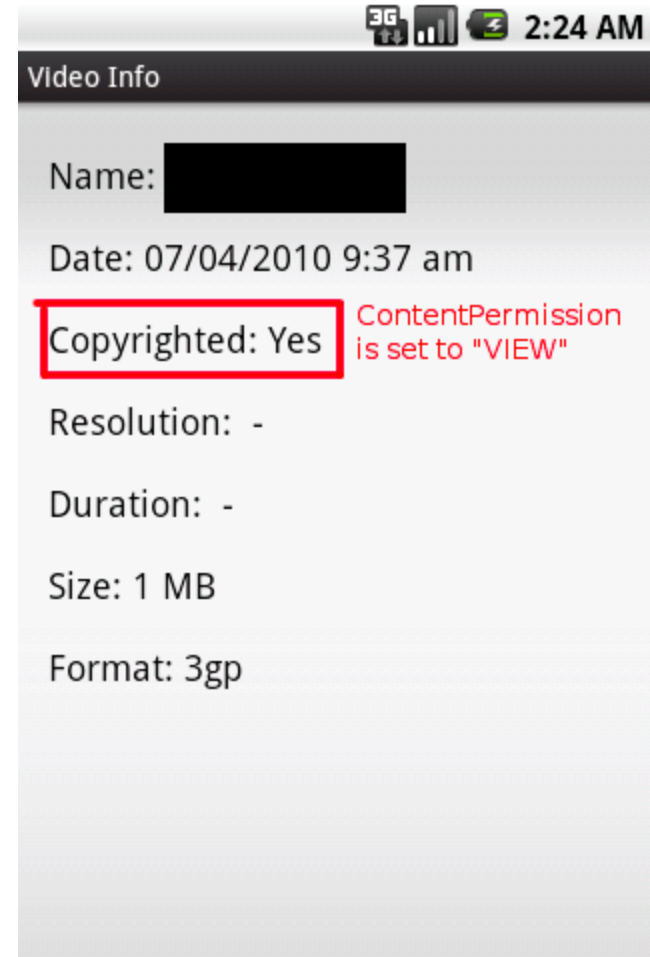 3G 2:24 AM
Video Info
Name:
Date: 07/04/2010 9:37 am
Copyrighted: Yes
ContentPermission
is set to "VIEW"
Resolution: -
Duration: -
Size: 1 MB
Format: 3gp